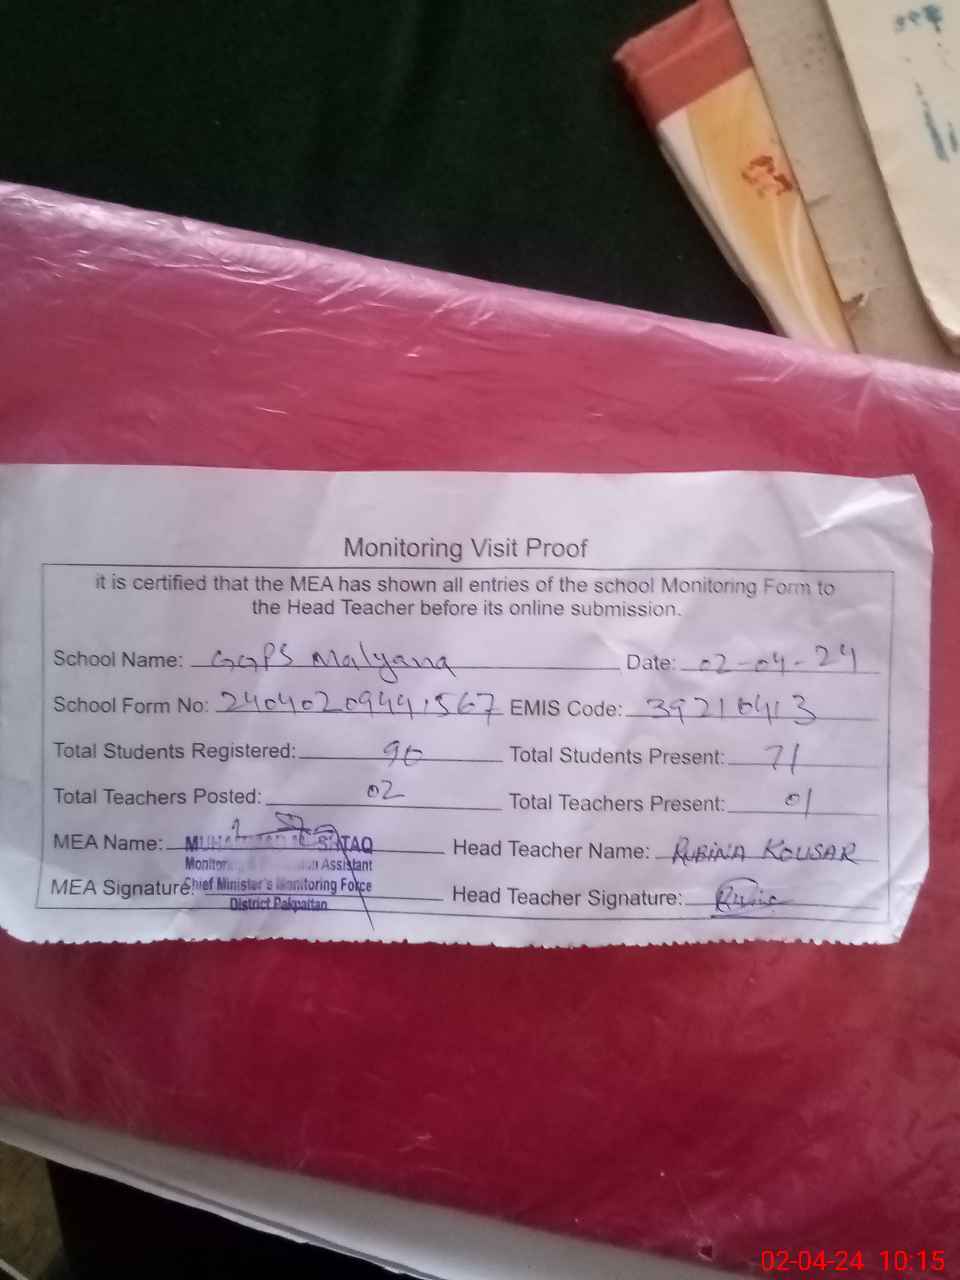 Monitoring Visit Proof
it is certified that the MEA has shown all entries of the school Monitoring Form to
the Head Teacher before its online submission.
School Name: GGPS Malyana Date: 02-04-24
School Form No: EMIS Code:
Total Students Registered: 90 Total Students Present: 71
Total Teachers Posted: 02 Total Teachers Present: 01
MEA Name: Head Teacher Name: RUBINA KOUSAR
Assistant
MEA Signature: Chief Minister's Monitoring Force Head Teacher Signature:
District Pakpattan
02-04-24 10:15